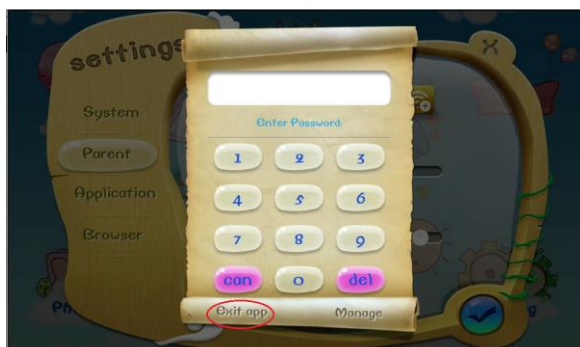 settings
System
Parent
Application
Browser
Enter Password:
1 2 3
4 5 6
7 8 9
can 0 del
Exit app Manage
X